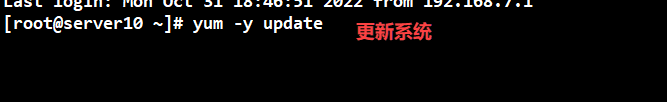 Last login: Mon Oct 31 18:46:51 2022 from 192.168.7.1
[root@server10 ~]# yum -y update 更新系统